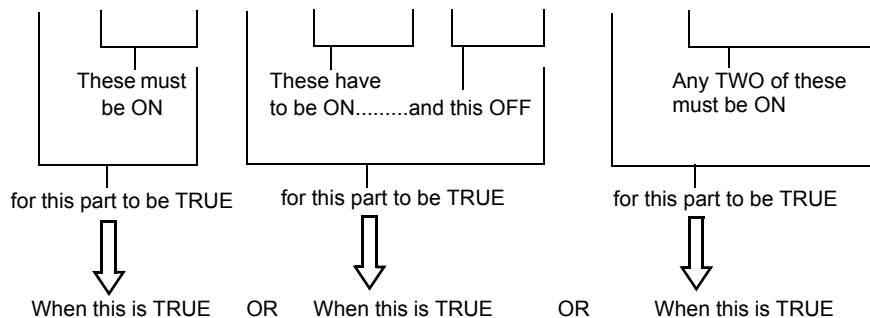 These must
be ON
These have
to be ON.........and this OFF
Any TWO of these
must be ON
for this part to be TRUE
for this part to be TRUE
for this part to be TRUE
When this is TRUE OR When this is TRUE OR When this is TRUE